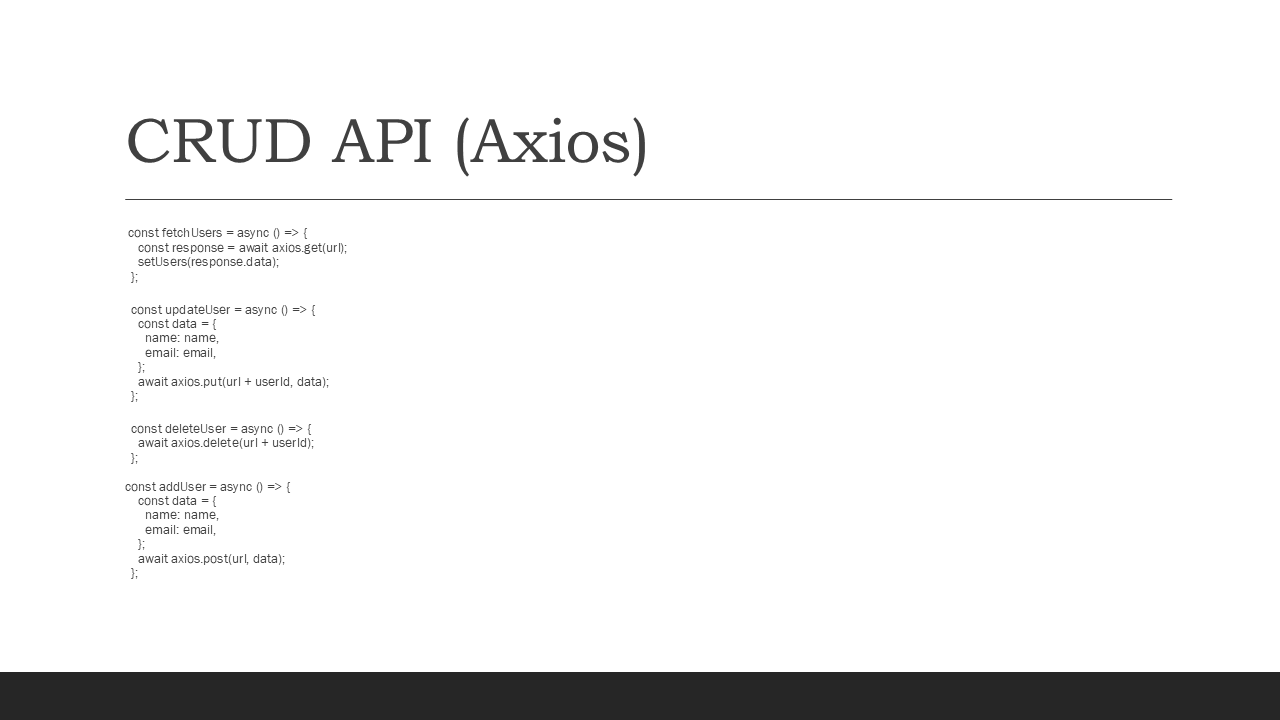 CRUD API (Axios)
const fetchUsers = async () => {
const response = await axios.get(url);
setUsers(response.data);
};
const updateUser = async () => {
const data = {
name: name,
email: email,
};
await axios.put(url + userId, data);
};
const deleteUser = async () => {
await axios.delete(url + userId);
};
const addUser = async () => {
const data = {
name: name,
email: email,
};
await axios.post(url, data);
};